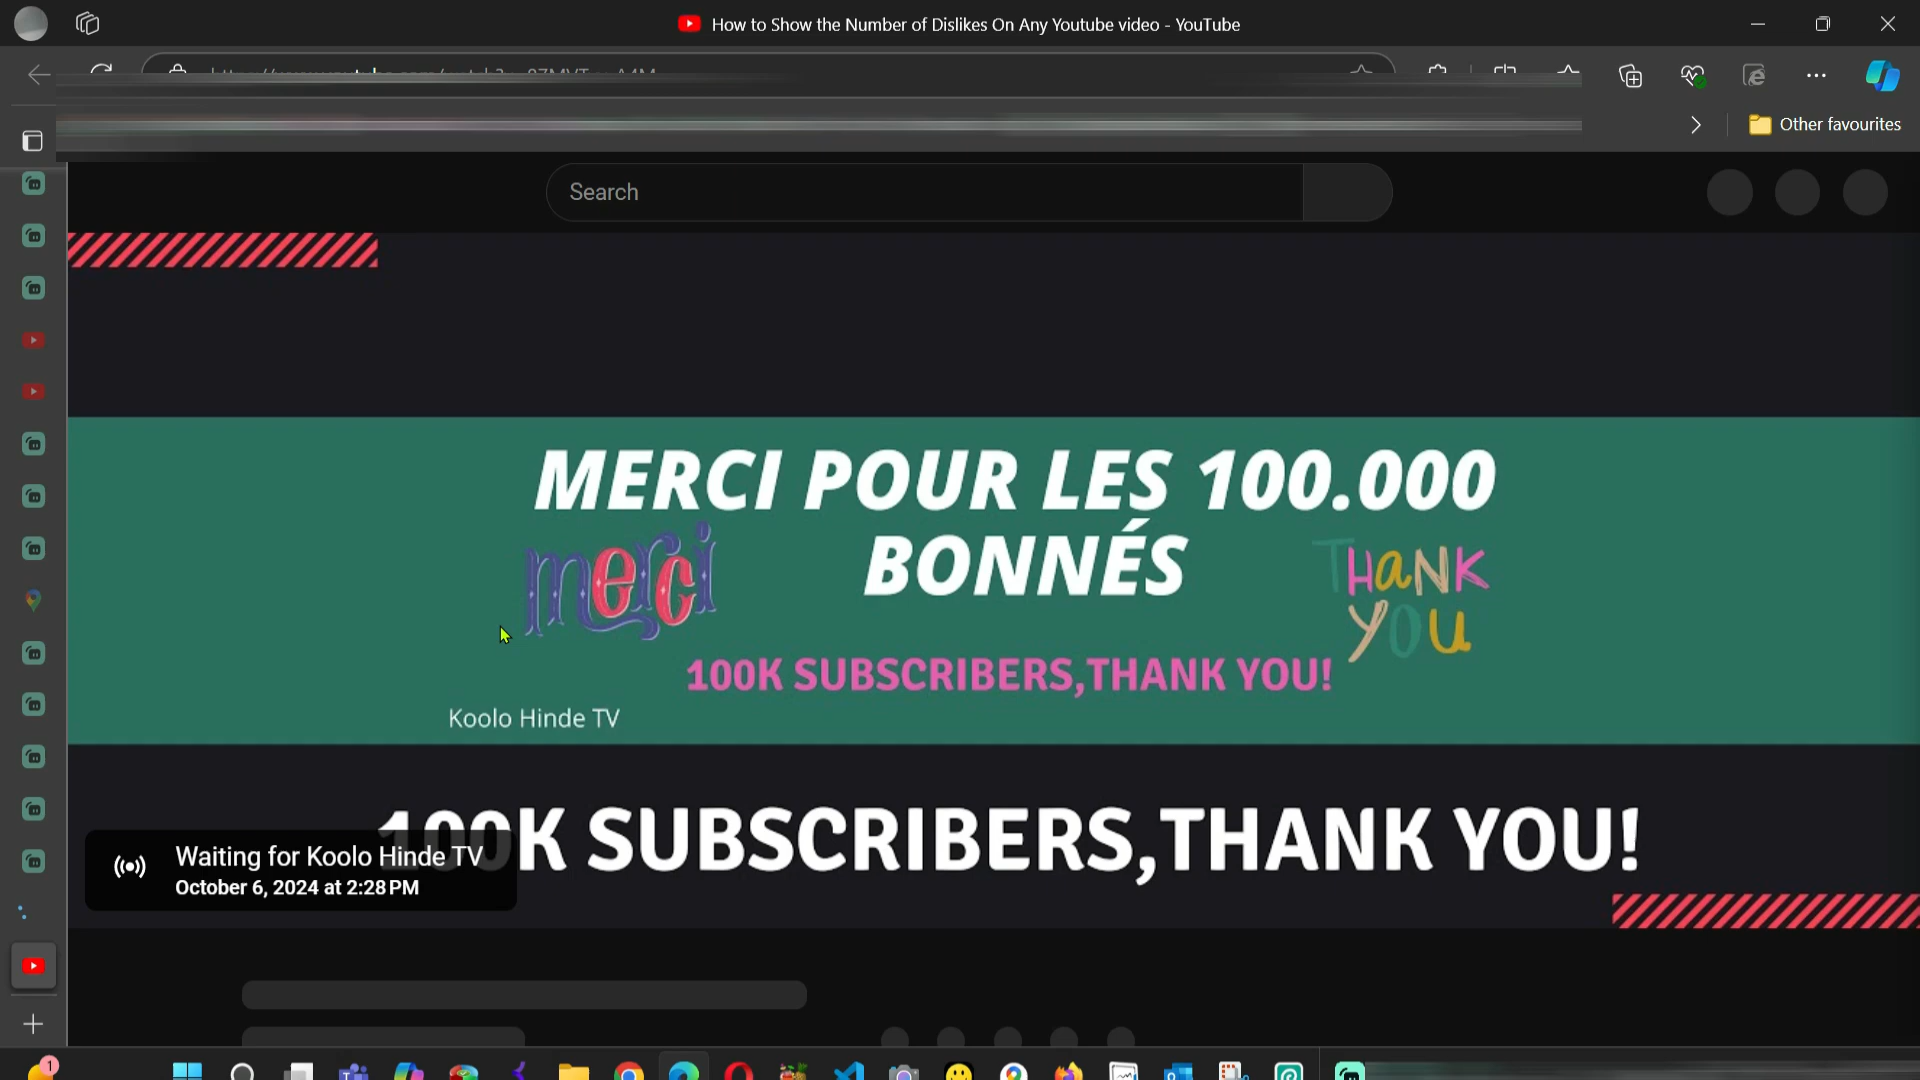 How to Show the Number of Dislikes On Any Youtube video - YouTube
Other favourites
Search
MERCI POUR LES 100.000
BONNÉS
merci
THANK
YOU
100K SUBSCRIBERS,THANK YOU!
Koolo Hinde TV
100K SUBSCRIBERS,THANK YOU!
Waiting for Koolo Hinde TV
October 6, 2024 at 2:28 PM
1